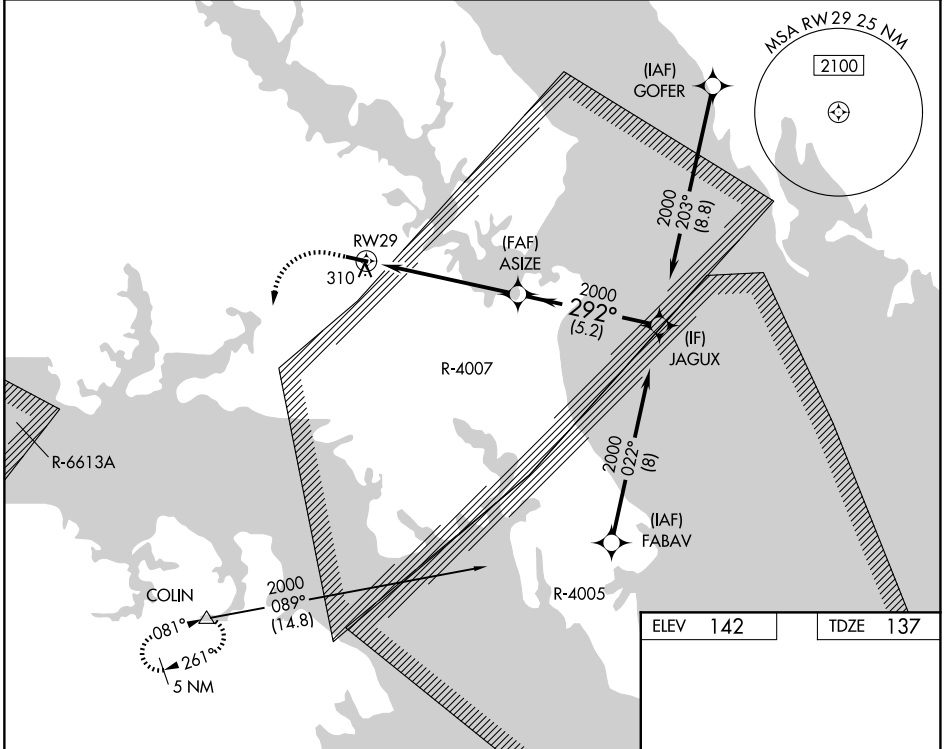 MSA RW29 25 NM
2100
(IAF)
GOFER
2000
203°
(8.8)
RW29
310
(FAF)
ASIZE
2000
292°
(5.2)
(IF)
JAGUX
R-4007
R-6613A
2000
022°
(8)
(IAF)
FABAV
R-4005
COLIN
2000
089°
(14.8)
081°
261°
5 NM
ELEV 142
TDZE 137